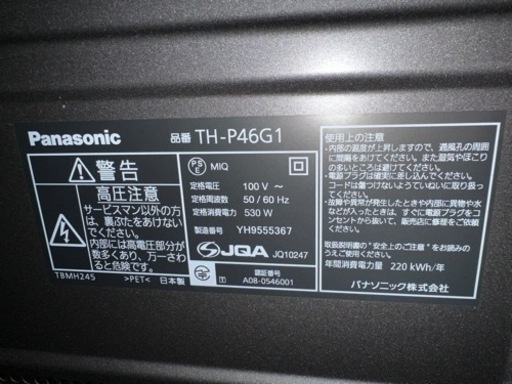 Panasonic
品番 TH-P46G1
警告
高圧注意
サービスマン以外の方は、裏ぶたをあけないでください。
内部には高電圧部分が数多くあり、万一さわると危険です。
TBMH245 >PET< 日本製
PS
E MIQ
定格電圧 100 V ～
定格周波数 50 / 60 Hz
定格消費電力 530 W
製造番号 YH9555367
JQA JQ10247
認証番号
A08-0546001
使用上の注意
・内部の温度上昇を防ぐため、通風孔の周囲に間隔をあけてください。また湿気やほこりの多いところは避けてください。
・電源プラグは確実に差し込んでください。コードは傷つけないようていねいに取り扱ってください。
・故障や異常が発生したときや内部に異物や水などが入ったときは、すぐ電源プラグをコンセントから抜き、お買い上げの販売店にご相談ください。
取扱説明書の"安全上のご注意"をお読みのうえご使用ください。
年間消費電力量 220 kWh/年
パナソニック株式会社